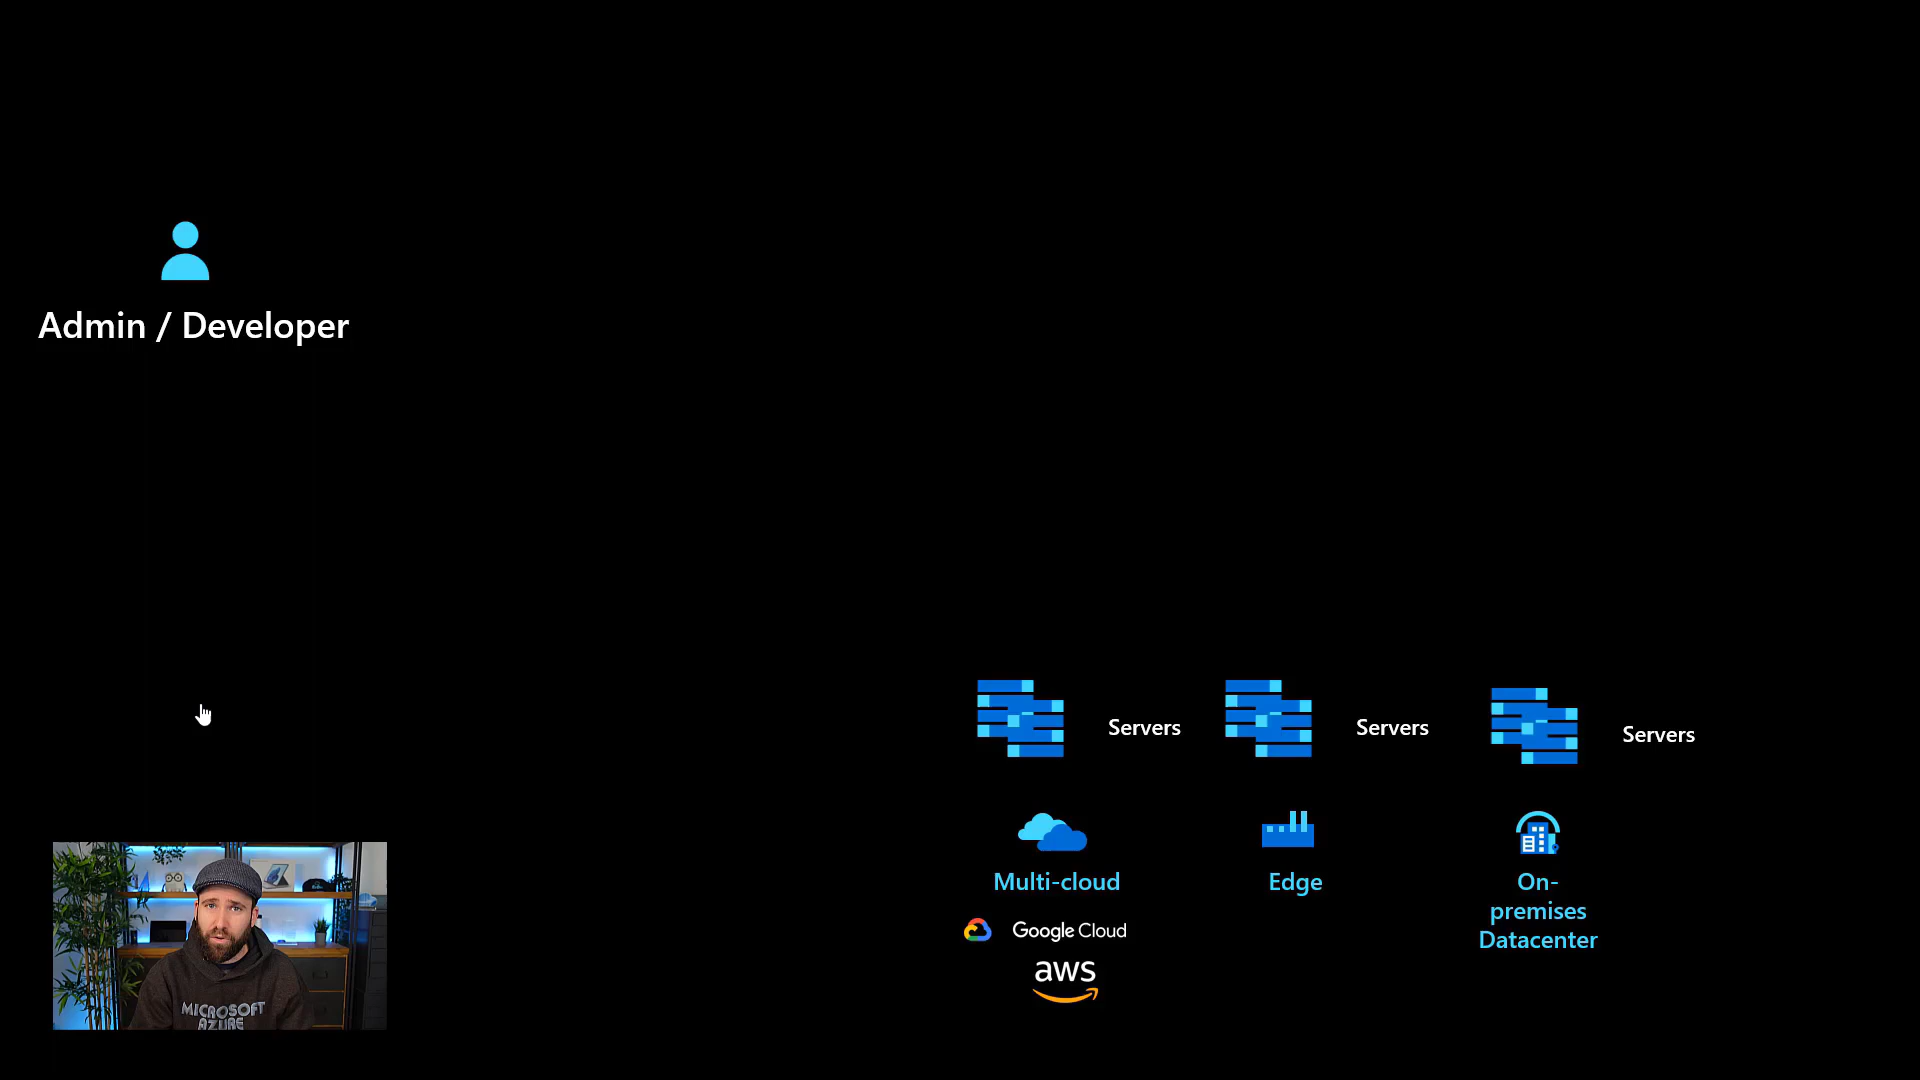 Admin / Developer
Servers
Servers
Servers
Multi-cloud
Edge
On-
premises
Datacenter
Google Cloud
aws
MICROSOFT
AZURE